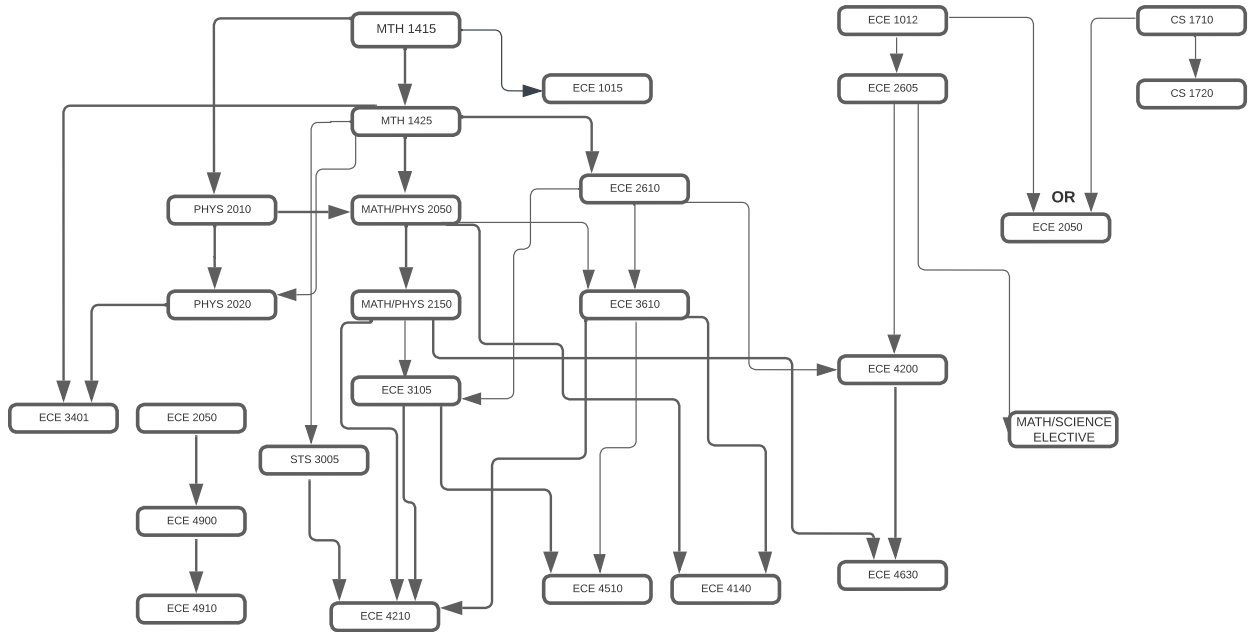 MTH 1415
ECE 1012
CS 1710
ECE 1015
ECE 2605
CS 1720
MTH 1425
ECE 2610
OR
PHYS 2010
MATH/PHYS 2050
ECE 2050
PHYS 2020
MATH/PHYS 2150
ECE 3610
ECE 4200
ECE 3105
ECE 3401
ECE 2050
MATH/SCIENCE
ELECTIVE
STS 3005
ECE 4900
ECE 4630
ECE 4510
ECE 4140
ECE 4910
ECE 4210